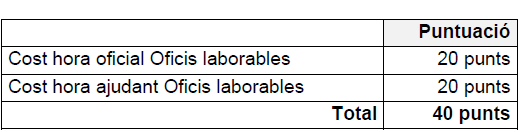 Puntuació
Cost hora oficial Oficis laborables 20 punts
Cost hora ajudant Oficis laborables 20 punts
Total 40 punts